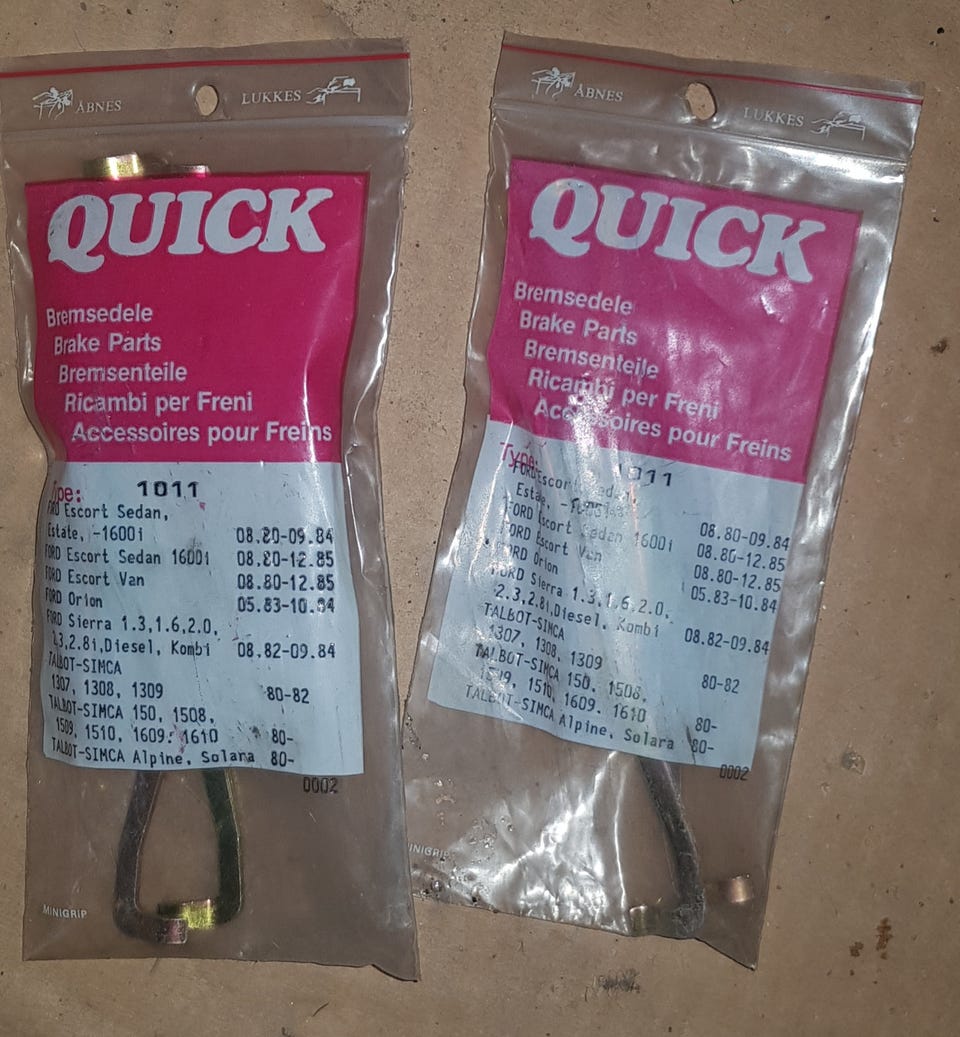 ÅBNES LUKKES
QUICK
Bremsedele
Brake Parts
Bremsenteile
Ricambi per Freni
Accessoires pour Freins
Type: 1011
FORD Escort Sedan,
Estate, -1600i 08.80-09.84
FORD Escort Sedan 1600i 08.80-12.85
FORD Escort Van 08.80-12.85
FORD Orion 05.83-10.84
FORD Sierra 1.3,1.6,2.0,
2.3,2.8i,Diesel, Kombi 08.82-09.84
TALBOT-SIMCA
1307, 1308, 1309 80-82
TALBOT-SIMCA 150, 1508,
1509, 1510, 1609. 1610 80-
TALBOT-SIMCA Alpine, Solara 80-
0002
MINIGRIP
ÅBNES LUKKES
QUICK
Bremsedele
Brake Parts
Bremsenteile
Ricambi per Freni
Accessoires pour Freins
Type: 1011
FORD Escort Sedan,
Estate, -1600i 08.80-09.84
FORD Escort Sedan 1600i 08.80-12.85
FORD Escort Van 08.80-12.85
FORD Orion 05.83-10.84
FORD Sierra 1.3,1.6,2.0,
2.3,2.8i,Diesel, Kombi 08.82-09.84
TALBOT-SIMCA
1307, 1308, 1309 80-82
TALBOT-SIMCA 150, 1508,
1509, 1510, 1609. 1610 80-
TALBOT-SIMCA Alpine, Solara 80-
0002
MINIGRIP